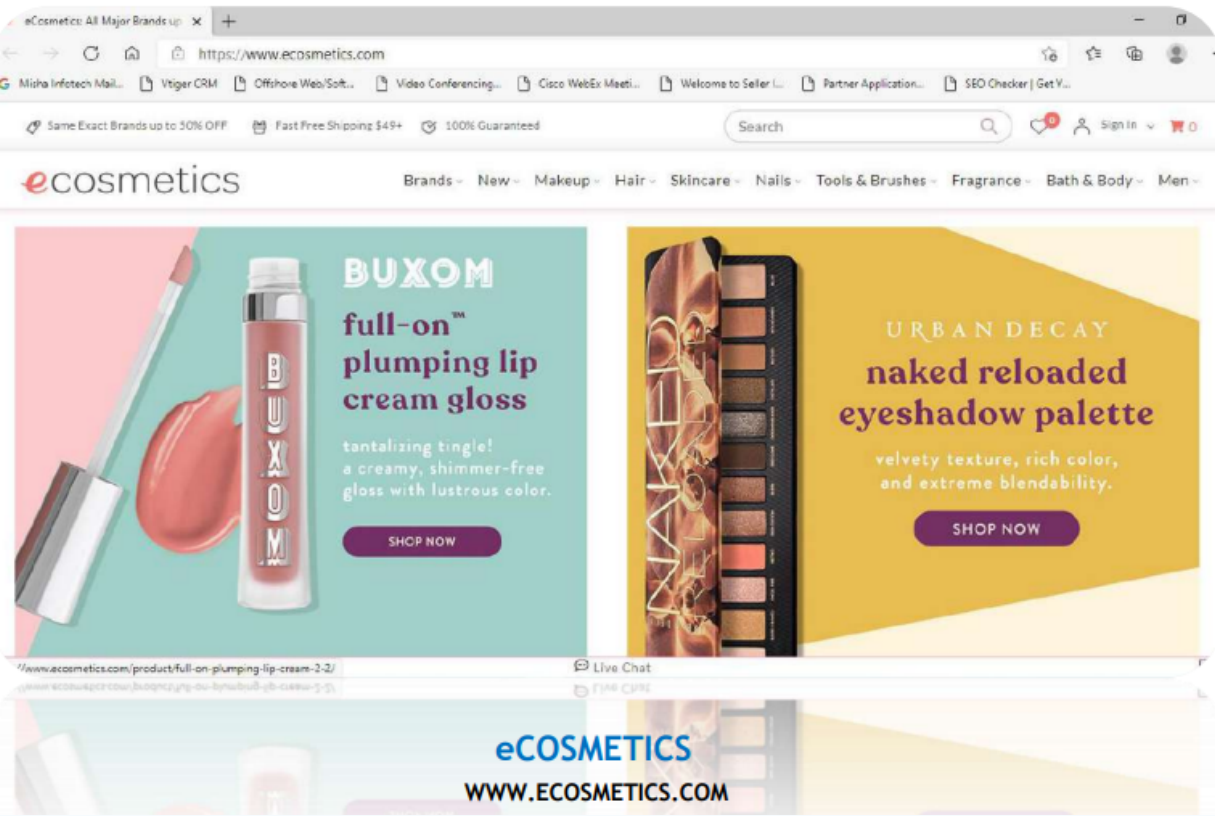 eCosmetics: All Major Brands up
https://www.ecosmetics.com
Misha Infotech Mail... Vtiger CRM Offshore Web/Soft... Video Conferencing... Cisco WebEx Meeti... Welcome to Seller L... Partner Application... SEO Checker | Get Y...
Same Exact Brands up to 50% OFF Fast Free Shipping $49+ 100% Guaranteed
Search
0
Sign In
0
ecosmetics
Brands New Makeup Hair Skincare Nails Tools & Brushes Fragrance Bath & Body Men
BUXOM
full-on™
plumping lip
cream gloss
tantalizing tingle!
a creamy, shimmer-free
gloss with lustrous color.
SHOP NOW
BUXOM
NAKED
RELOADED
URBAN DECAY
naked reloaded
eyeshadow palette
velvety texture, rich color,
and extreme blendability.
SHOP NOW
//www.ecosmetics.com/product/full-on-plumping-lip-cream-2-2/
Live Chat
eCOSMETICS
WWW.ECOSMETICS.COM